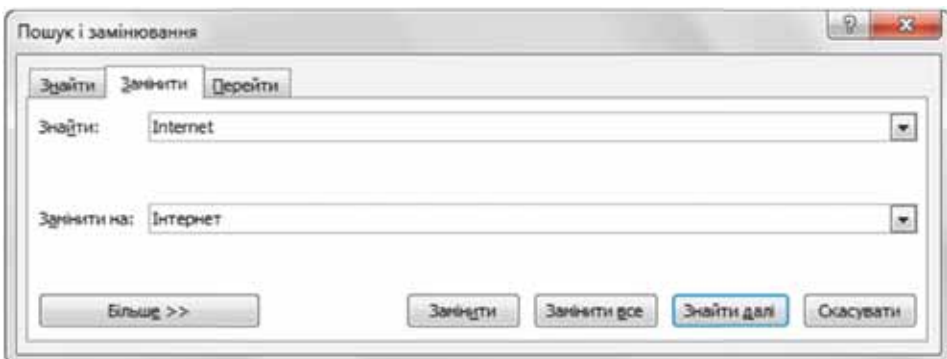 Пошук і замінювання
Знайти Замінити Перейти
Знайти: Internet
Замінити на: Інтернет
Більше >> Замінити Замінити все Знайти далі Скасувати